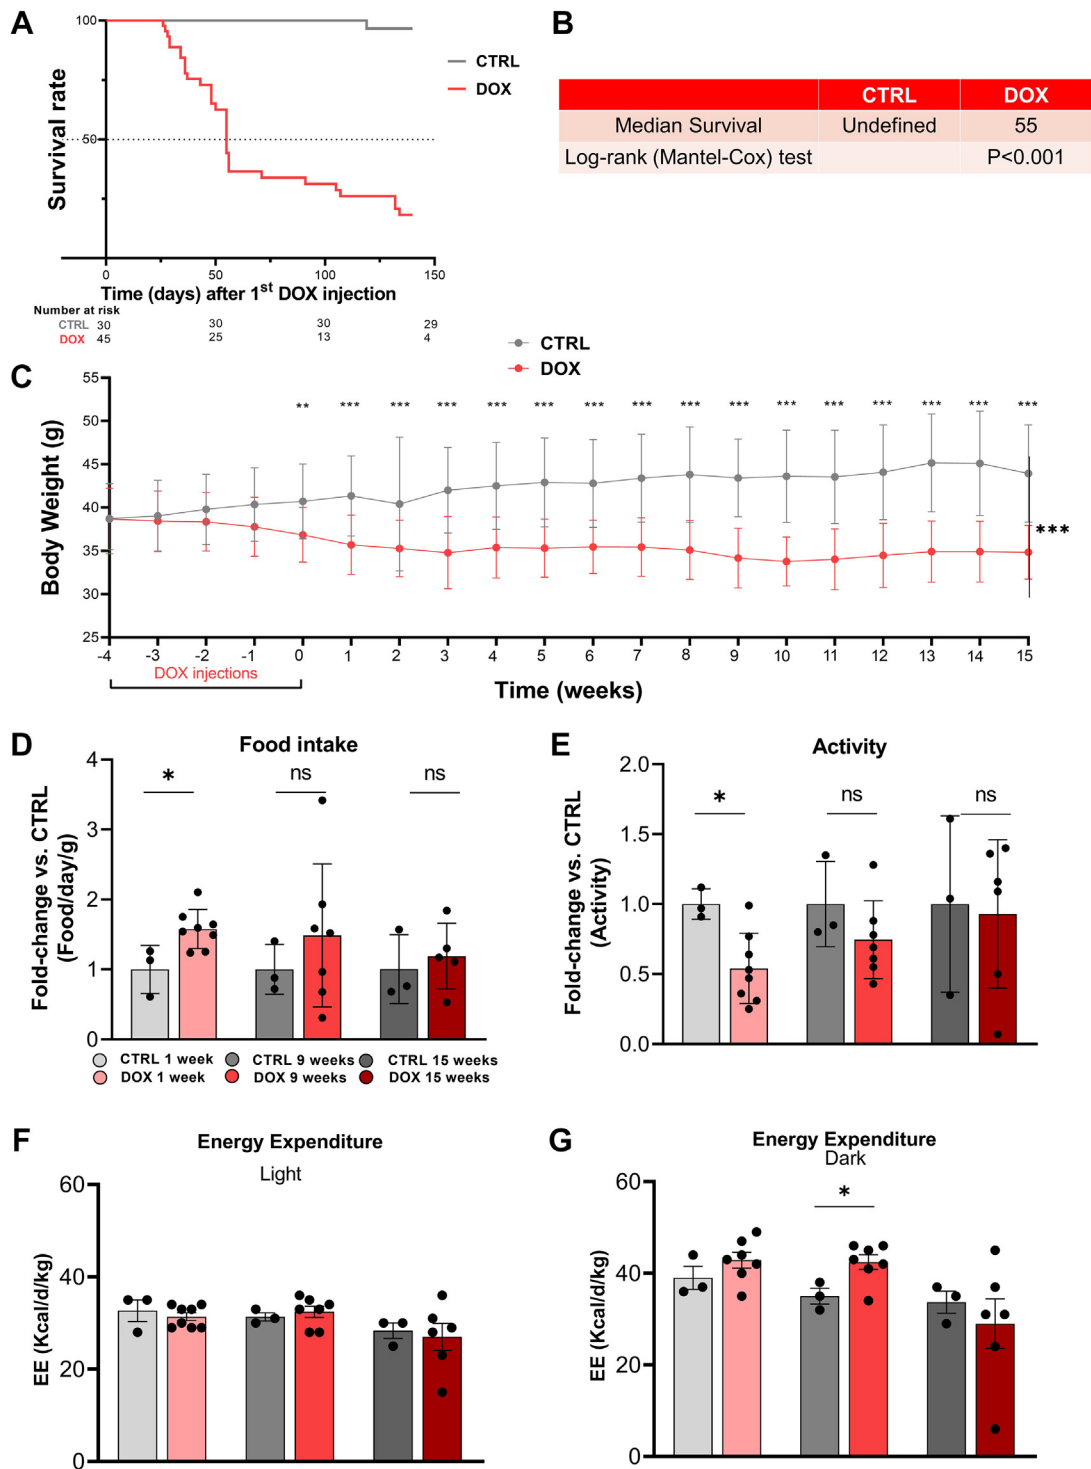 A
100
50
Survival rate
CTRL
DOX
0
50
100
150
Time (days) after 1st DOX injection
Number at risk
CTRL 30 30 30 29
DOX 45 25 13 4
B
CTRL DOX
Median Survival Undefined 55
Log-rank (Mantel-Cox) test P<0.001
C
CTRL
DOX
Body Weight (g)
55
50
45
40
35
30
25
** *** *** *** *** *** *** *** *** *** *** *** *** *** *** ***
***
-4 -3 -2 -1 0 1 2 3 4 5 6 7 8 9 10 11 12 13 14 15
DOX injections
Time (weeks)
D
Food intake
Fold-change vs. CTRL
(Food/day/g)
4
3
2
1
0
* ns ns
CTRL 1 week CTRL 9 weeks CTRL 15 weeks
DOX 1 week DOX 9 weeks DOX 15 weeks
E
Activity
Fold-change vs. CTRL
(Activity)
2.0
1.5
1.0
0.5
0.0
* ns ns
F
Energy Expenditure
Light
EE (Kcal/d/kg)
60
40
20
0
G
Energy Expenditure
Dark
EE (Kcal/d/kg)
60
40
20
0
*